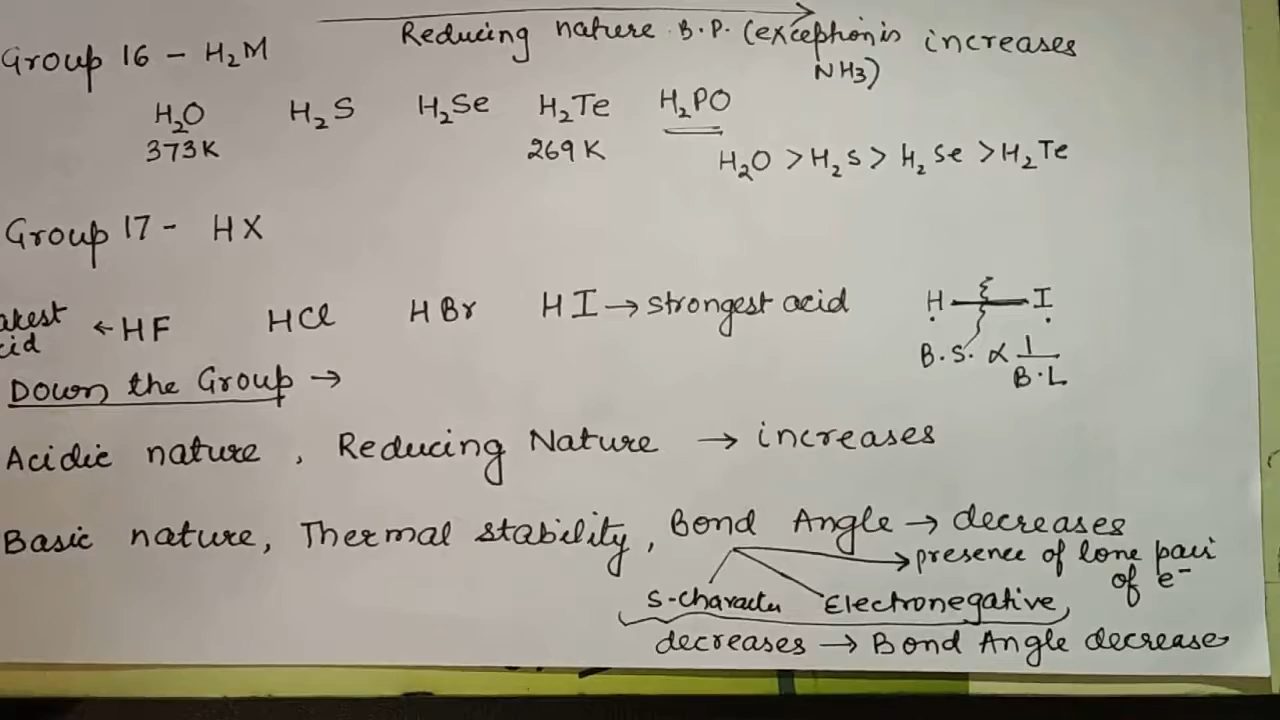 Group 16 - H₂M Reducing nature B.P. (exception is increases
NH3)
H₂O H₂S H₂Se H₂Te H₂PO
373K 269K H₂O > H₂S > H₂Se > H₂Te
Group 17 - HX
akest
cid ← HF HCl HBr HI → strongest acid H I
B.S. ∝ 1
B.L
Down the Group →
Acidic nature , Reducing Nature → increases
Basic nature, Thermal stability, Bond Angle → decreases
presence of lone pair
of e⁻
S-character Electronegative,
decreases → Bond Angle decrease